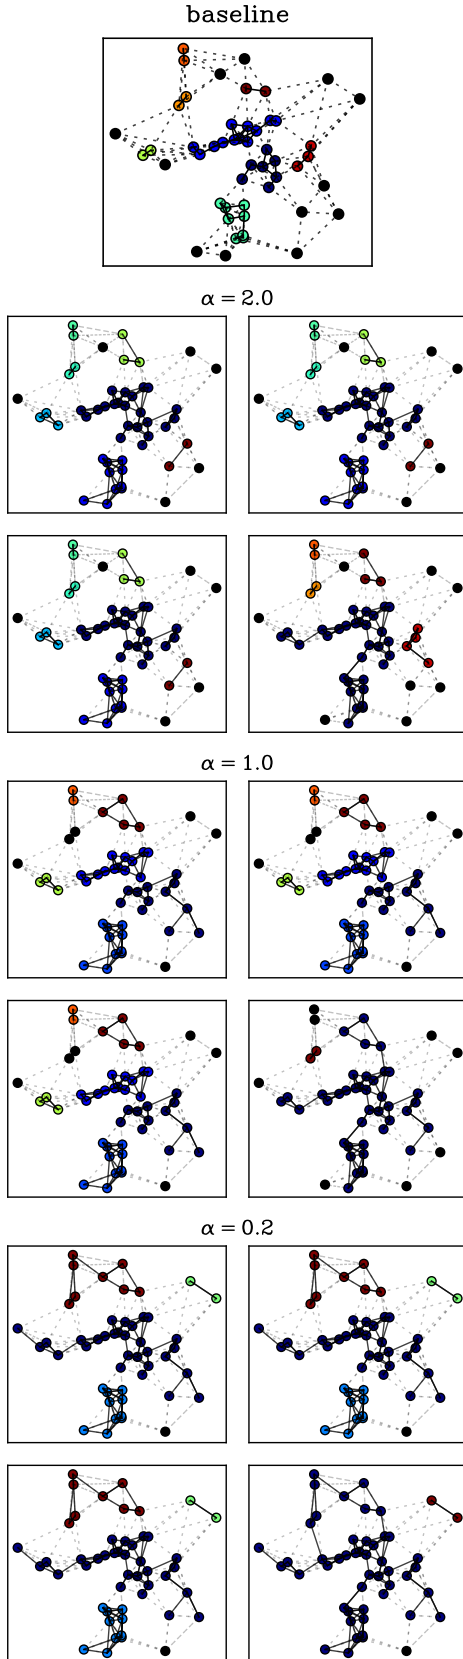 baseline
α = 2.0
α = 1.0
α = 0.2